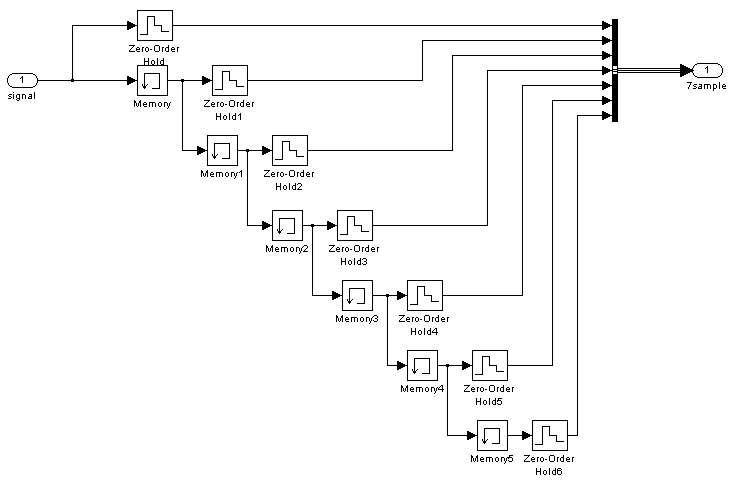 Zero-Order
Hold
1
signal
Memory
Zero-Order
Hold1
1
7sample
Memory1
Zero-Order
Hold2
Memory2
Zero-Order
Hold3
Memory3
Zero-Order
Hold4
Memory4
Zero-Order
Hold5
Memory5
Zero-Order
Hold6